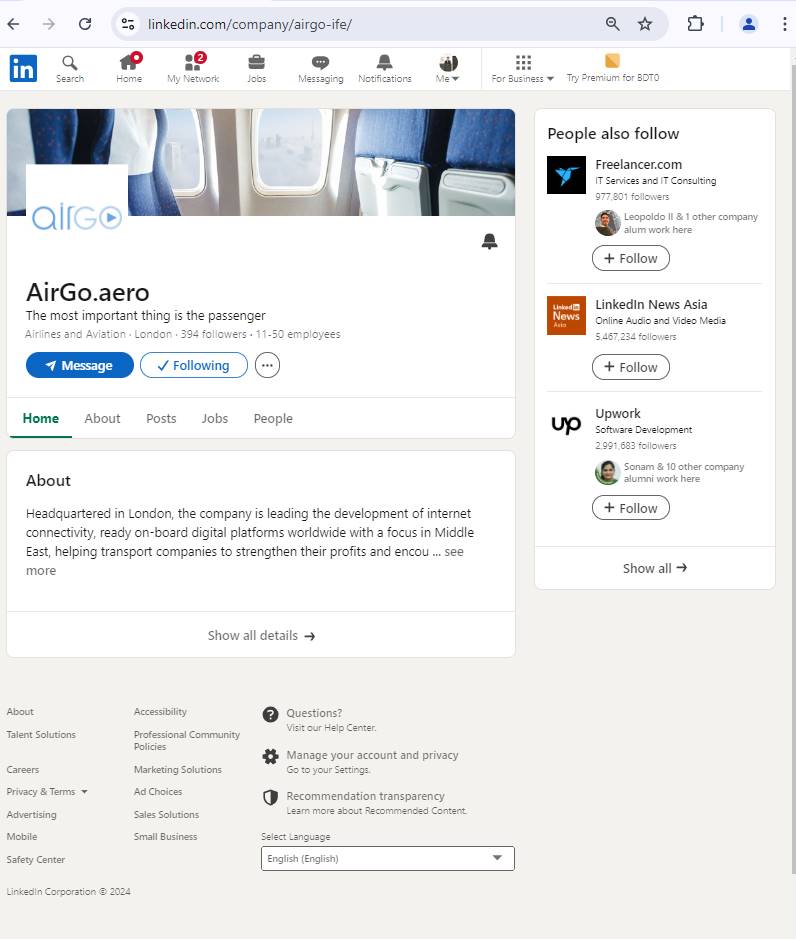 linkedin.com/company/airgo-ife/
in
Search
Home
2
My Network
Jobs
Messaging
Notifications
Me
For Business
Try Premium for BDT0
airGO
AirGo.aero
The most important thing is the passenger
Airlines and Aviation · London · 394 followers · 11-50 employees
Message
Following
Home
About
Posts
Jobs
People
About
Headquartered in London, the company is leading the development of internet
connectivity, ready on-board digital platforms worldwide with a focus in Middle
East, helping transport companies to strengthen their profits and encou ... see
more
Show all details →
People also follow
Freelancer.com
IT Services and IT Consulting
977,801 followers
Leopoldo II & 1 other company
alum work here
+ Follow
Linked in
News
Asia
LinkedIn News Asia
Online Audio and Video Media
5,467,234 followers
+ Follow
up
Upwork
Software Development
2,991,683 followers
Sonam & 10 other company
alumni work here
+ Follow
Show all →
About
Accessibility
Talent Solutions
Professional Community
Policies
Careers
Marketing Solutions
Privacy & Terms
Ad Choices
Advertising
Sales Solutions
Mobile
Small Business
Safety Center
Questions?
Visit our Help Center.
Manage your account and privacy
Go to your Settings.
Recommendation transparency
Learn more about Recommended Content.
Select Language
English (English)
LinkedIn Corporation © 2024